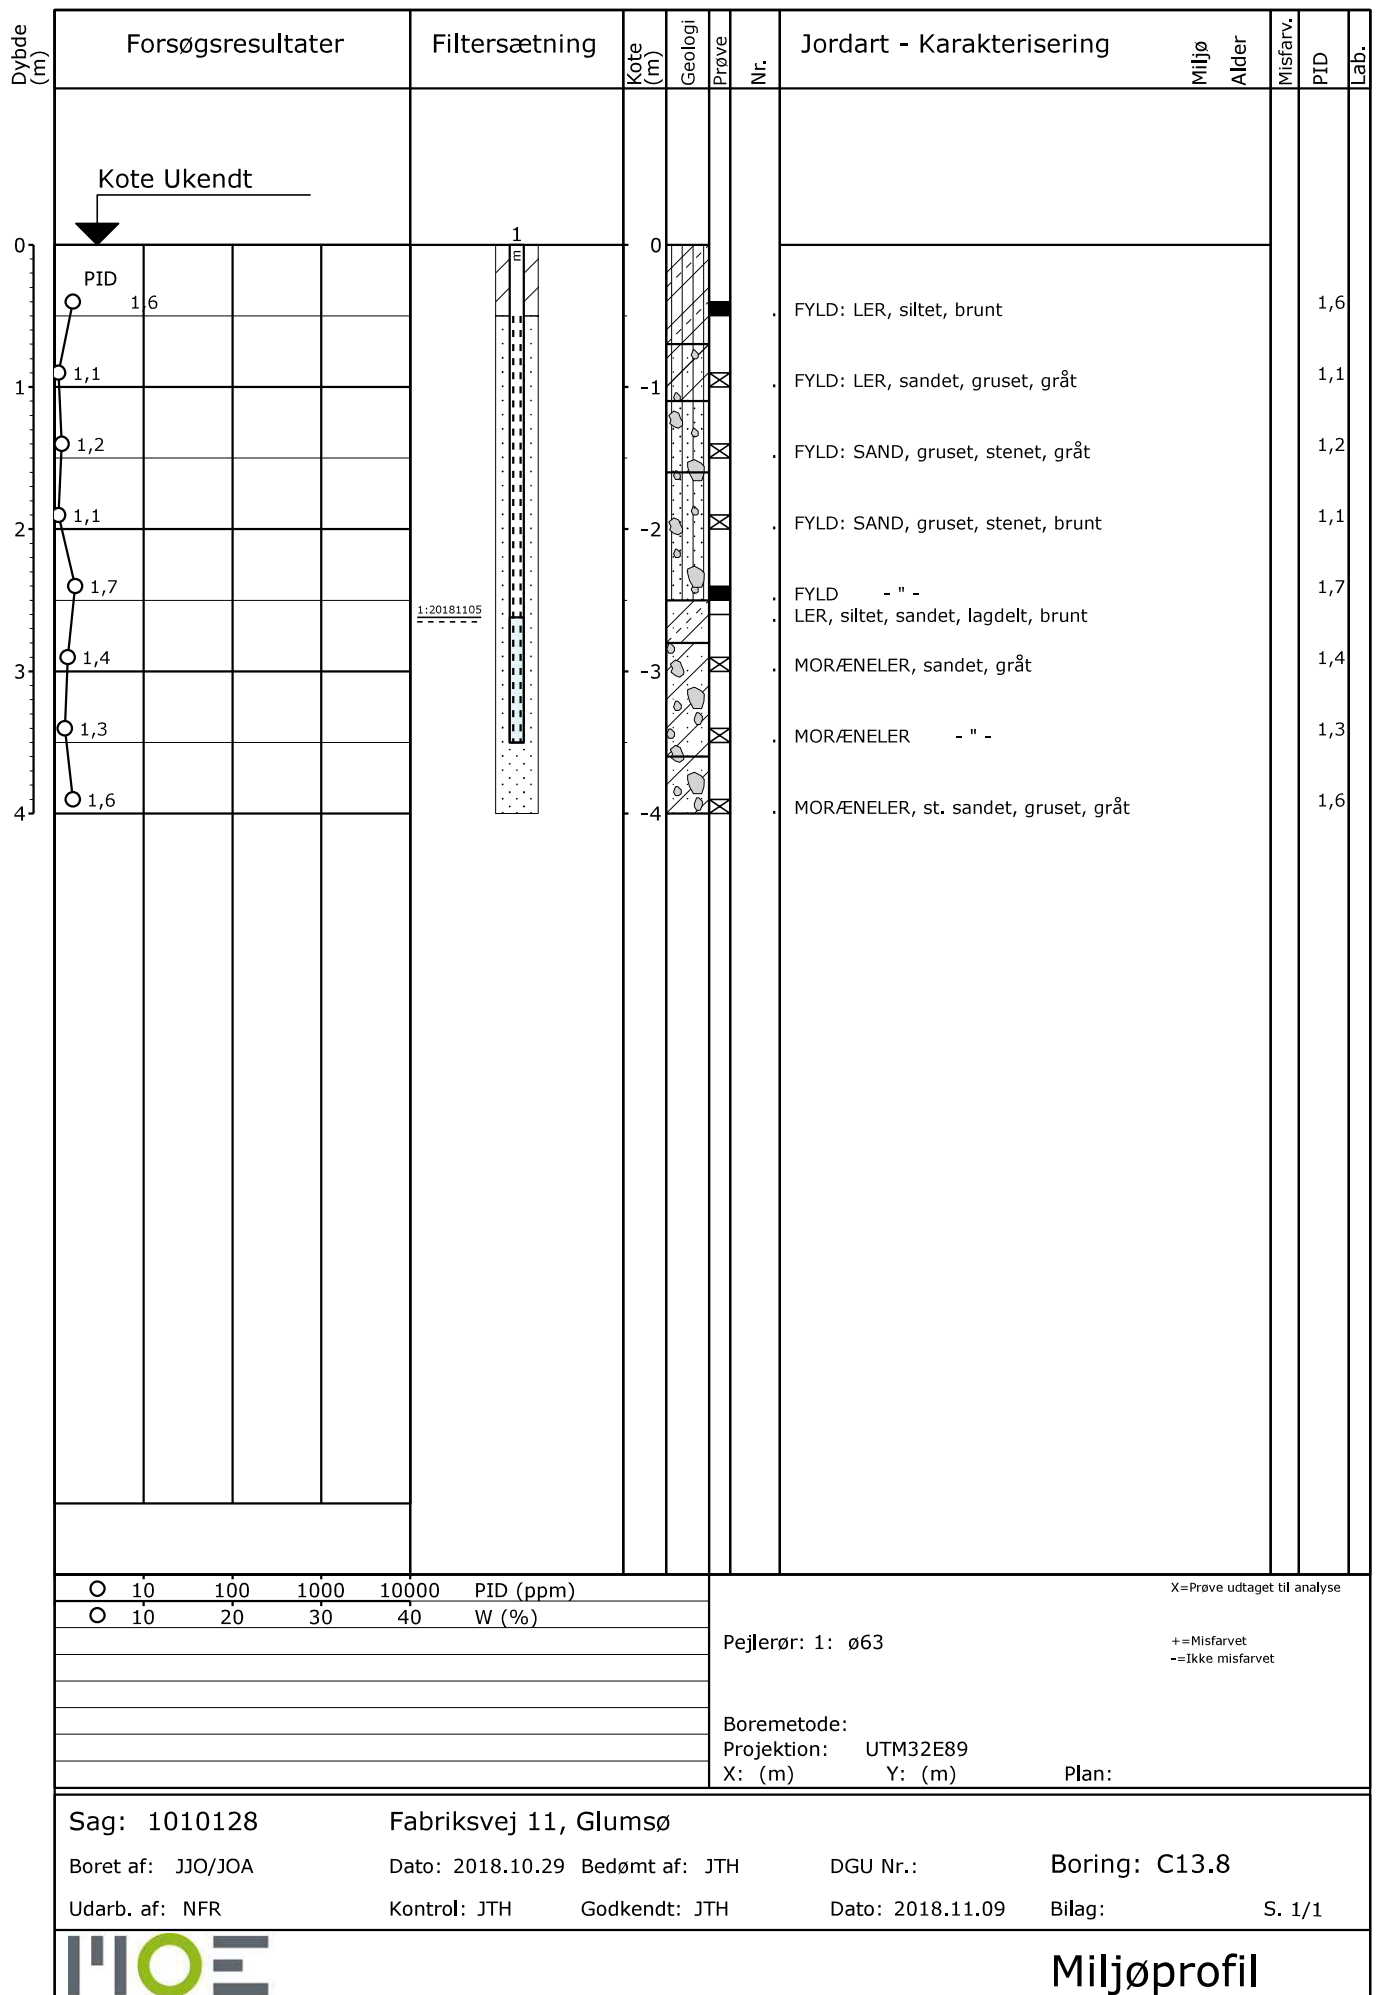 Dybde (m) Forsøgsresultater Filtersætning Kote (m) Geologi Prøve Nr. Jordart - Karakterisering Miljø Alder Misfarv. PID Lab.
Kote Ukendt
1
m
0 0
PID
1,6 FYLD: LER, siltet, brunt 1,6
1,1 FYLD: LER, sandet, gruset, gråt 1,1
1 -1
1,2 FYLD: SAND, gruset, stenet, gråt 1,2
1,1 FYLD: SAND, gruset, stenet, brunt 1,1
2 -2
1,7 FYLD - " - 1,7
1:20181105 LER, siltet, sandet, lagdelt, brunt
1,4 MORÆNELER, sandet, gråt 1,4
3 -3
1,3 MORÆNELER - " - 1,3
1,6 MORÆNELER, st. sandet, gruset, gråt 1,6
4 -4
10 100 1000 10000 PID (ppm)
10 20 30 40 W (%)
X=Prøve udtaget til analyse
Pejlerør: 1: ø63
+=Misfarvet
-=Ikke misfarvet
Boremetode:
Projektion: UTM32E89
X: (m) Y: (m) Plan:
Sag: 1010128 Fabriksvej 11, Glumsø
Boret af: JJO/JOA Dato: 2018.10.29 Bedømt af: JTH DGU Nr.: Boring: C13.8
Udarb. af: NFR Kontrol: JTH Godkendt: JTH Dato: 2018.11.09 Bilag: S. 1/1
MOE
Miljøprofil